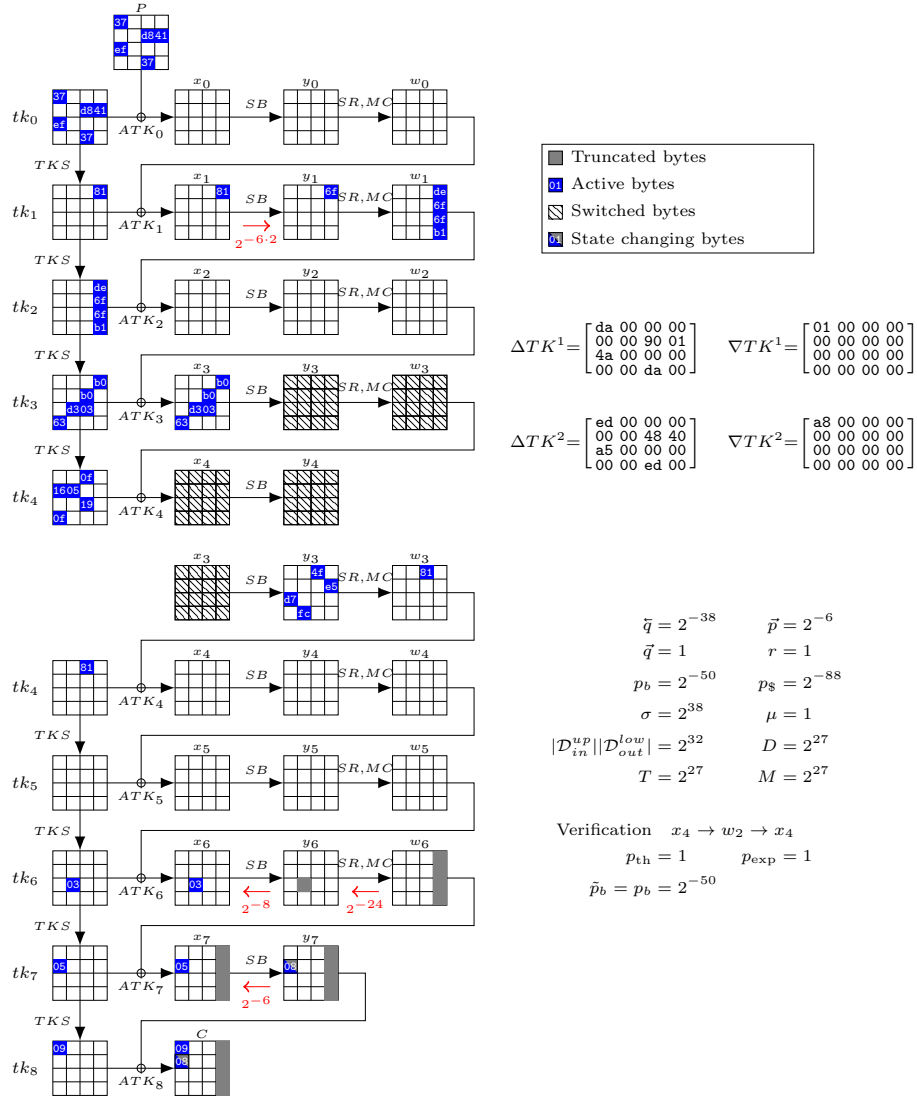 P
37
d8 41
ef
37
x0 y0 w0
37
d8 41
ef
37
tk0 SB SR,MC
ATK0
TKS
x1 y1 w1
81 81 6f de
6f
6f
b1
tk1 SB SR,MC
ATK1
2^{-6·2}
TKS
x2 y2 w2
de
6f
6f
b1
tk2 SB SR,MC
ATK2
TKS
x3 y3 w3
b0 b0
b0 b0
d3 03 d3 03
63 63
tk3 SB SR,MC
ATK3
TKS
x4 y4
0f
16 05
19
0f
tk4 SB
ATK4
Truncated bytes
01 Active bytes
Switched bytes
01 State changing bytes
ΔTK^1=
da 00 00 00
00 00 90 01
4a 00 00 00
00 00 da 00
∇TK^1=
01 00 00 00
00 00 00 00
00 00 00 00
00 00 00 00
ΔTK^2=
ed 00 00 00
00 00 48 40
a5 00 00 00
00 00 ed 00
∇TK^2=
a8 00 00 00
00 00 00 00
00 00 00 00
00 00 00 00
x3 y3 w3
4f 81
e5
d7
fc
SB SR,MC
x4 y4 w4
81
tk4 SB SR,MC
ATK4
TKS
x5 y5 w5
tk5 SB SR,MC
ATK5
TKS
x6 y6 w6
03 03
tk6 SB SR,MC
ATK6
2^{-8} 2^{-24}
TKS
x7 y7
05 05 08
tk7 SB
ATK7
2^{-6}
TKS
C
09 09
08
tk8
ATK8
q⃖ = 2^{-38} p⃗ = 2^{-6}
q⃗ = 1 r = 1
p_b = 2^{-50} p_$ = 2^{-88}
σ = 2^{38} μ = 1
|D_{in}^{up}||D_{out}^{low}| = 2^{32} D = 2^{27}
T = 2^{27} M = 2^{27}
Verification x4 → w2 → x4
p_th = 1 p_exp = 1
p̃_b = p_b = 2^{-50}